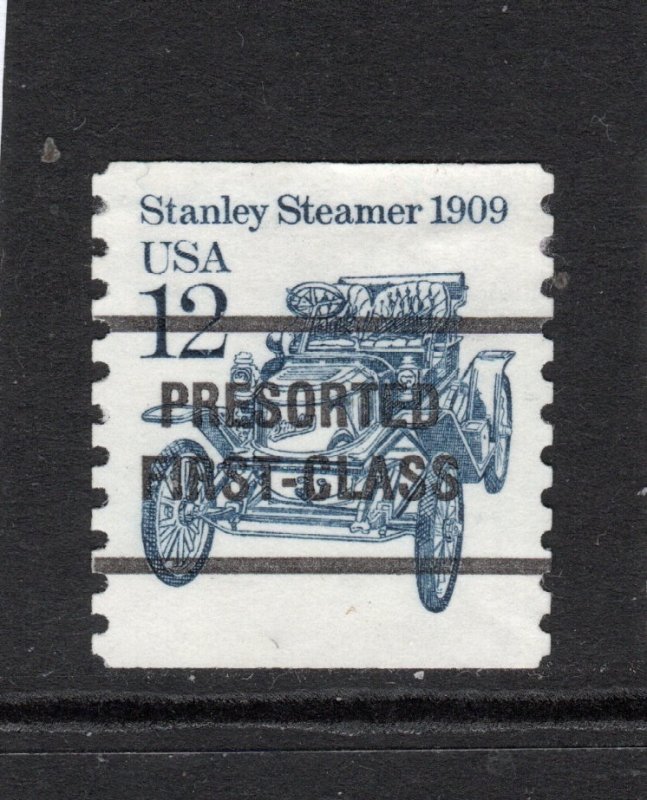 Stanley Steamer 1909
USA
12
PRESORTED
FIRST-CLASS